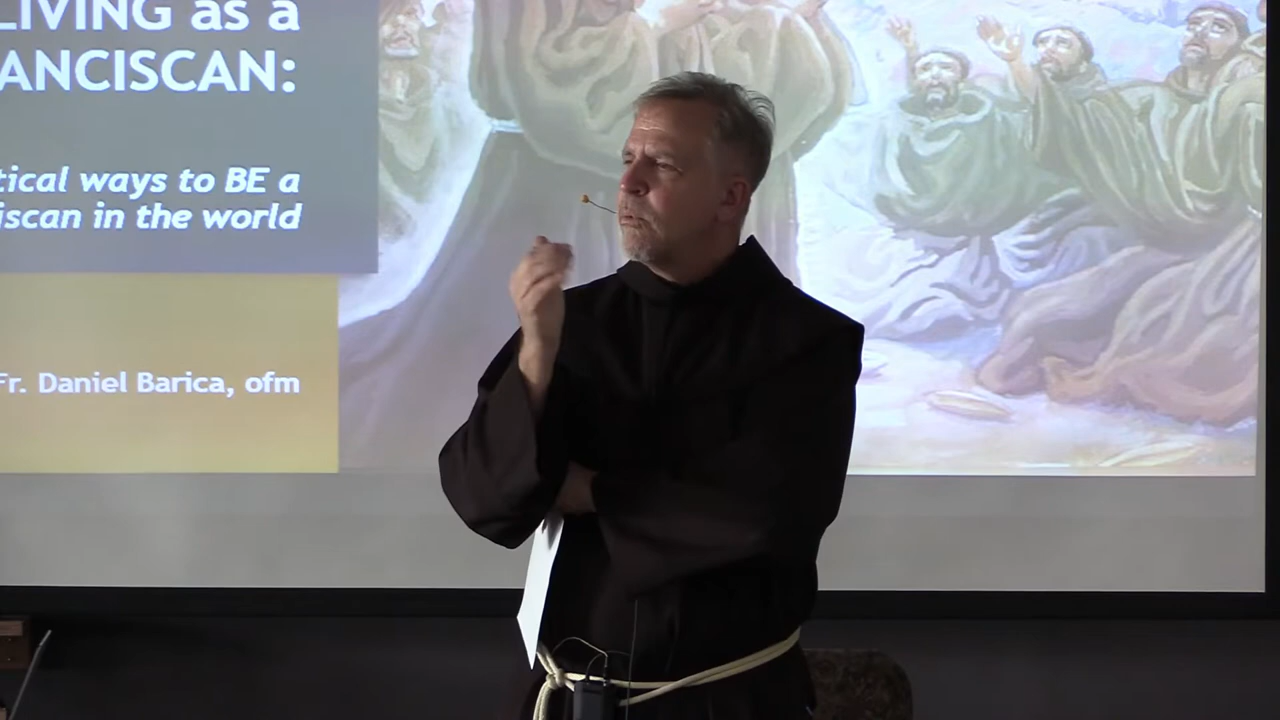 LIVING as a
ANCISCAN:
tical ways to BE a
iscan in the world
Fr. Daniel Barica, ofm